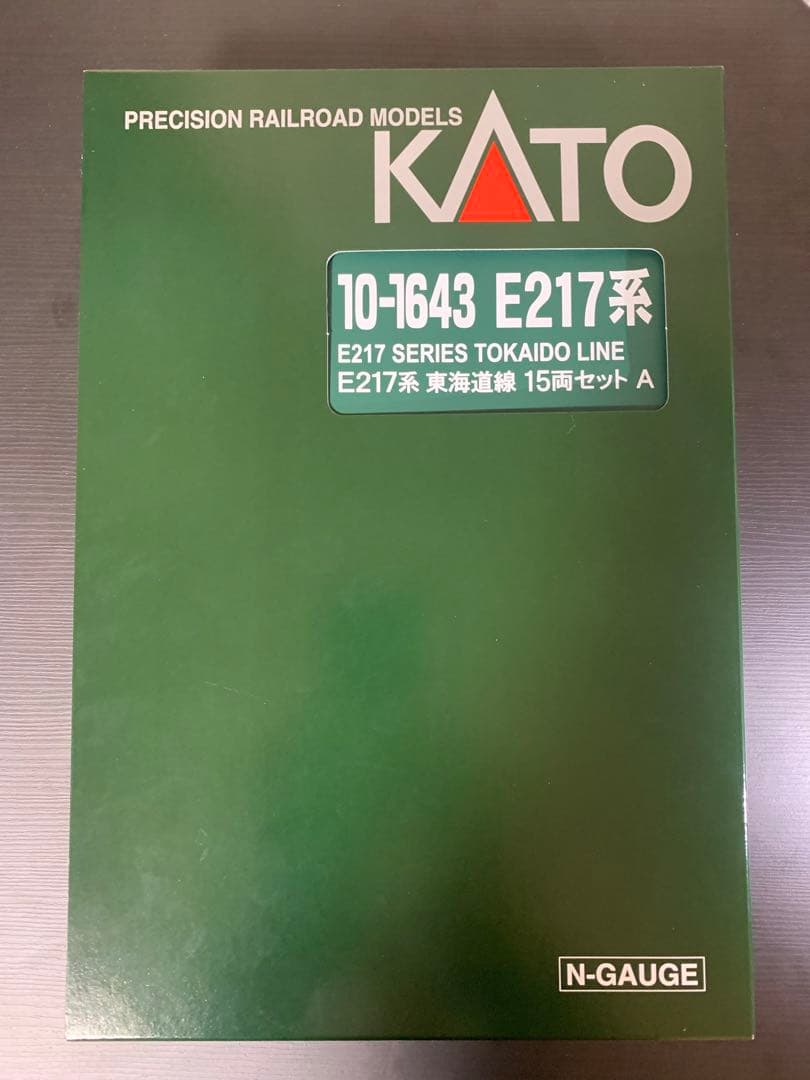 PRECISION RAILROAD MODELS
KATO
10-1643 E217系
E217 SERIES TOKAIDO LINE
E217系 東海道線 15両セット A
N-GAUGE